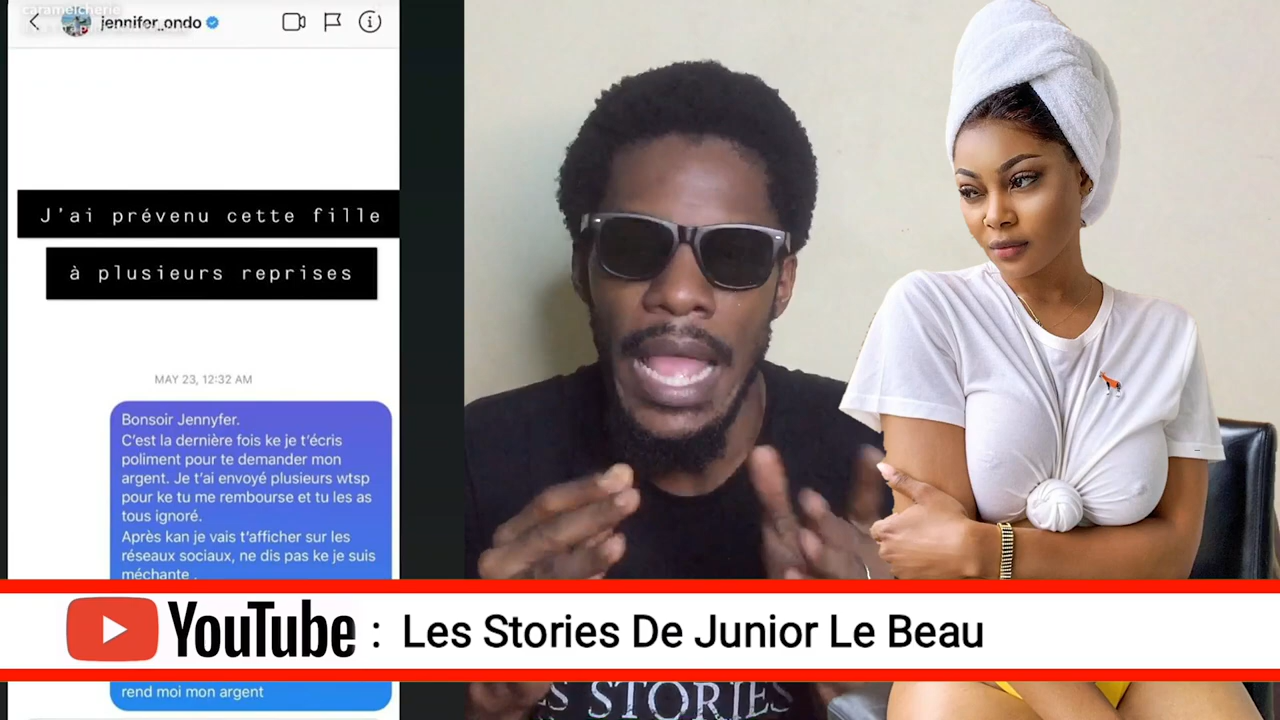 caramelcherie
jennifer_ondo
J'ai prévenu cette fille
à plusieurs reprises
MAY 23, 12:32 AM
Bonsoir Jennyfer.
C'est la dernière fois ke je t'écris
poliment pour te demander mon
argent. Je t'ai envoyé plusieurs wtsp
pour ke tu me rembourse et tu les as
tous ignoré.
Après kan je vais t'afficher sur les
réseaux sociaux, ne dis pas ke je suis
méchante .
YouTube : Les Stories De Junior Le Beau
rend moi mon argent
STORIES